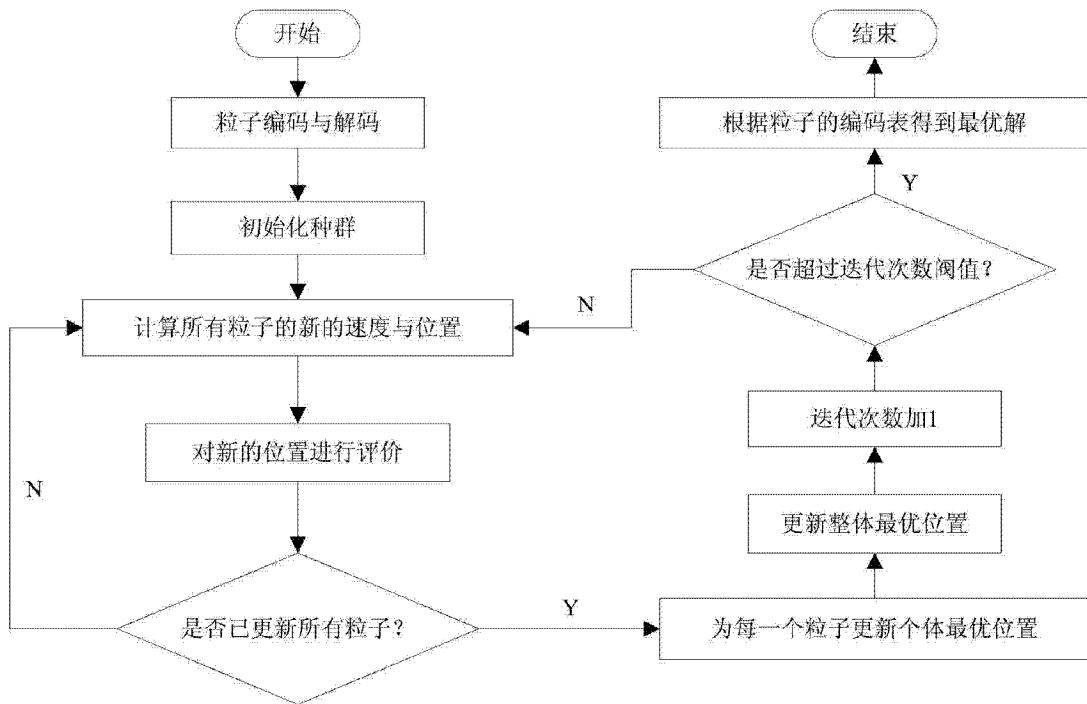 开始
粒子编码与解码
初始化种群
计算所有粒子的新的速度与位置
对新的位置进行评价
N
是否已更新所有粒子?
Y
为每一个粒子更新个体最优位置
更新整体最优位置
迭代次数加1
是否超过迭代次数阀值?
N
Y
根据粒子的编码表得到最优解
结束